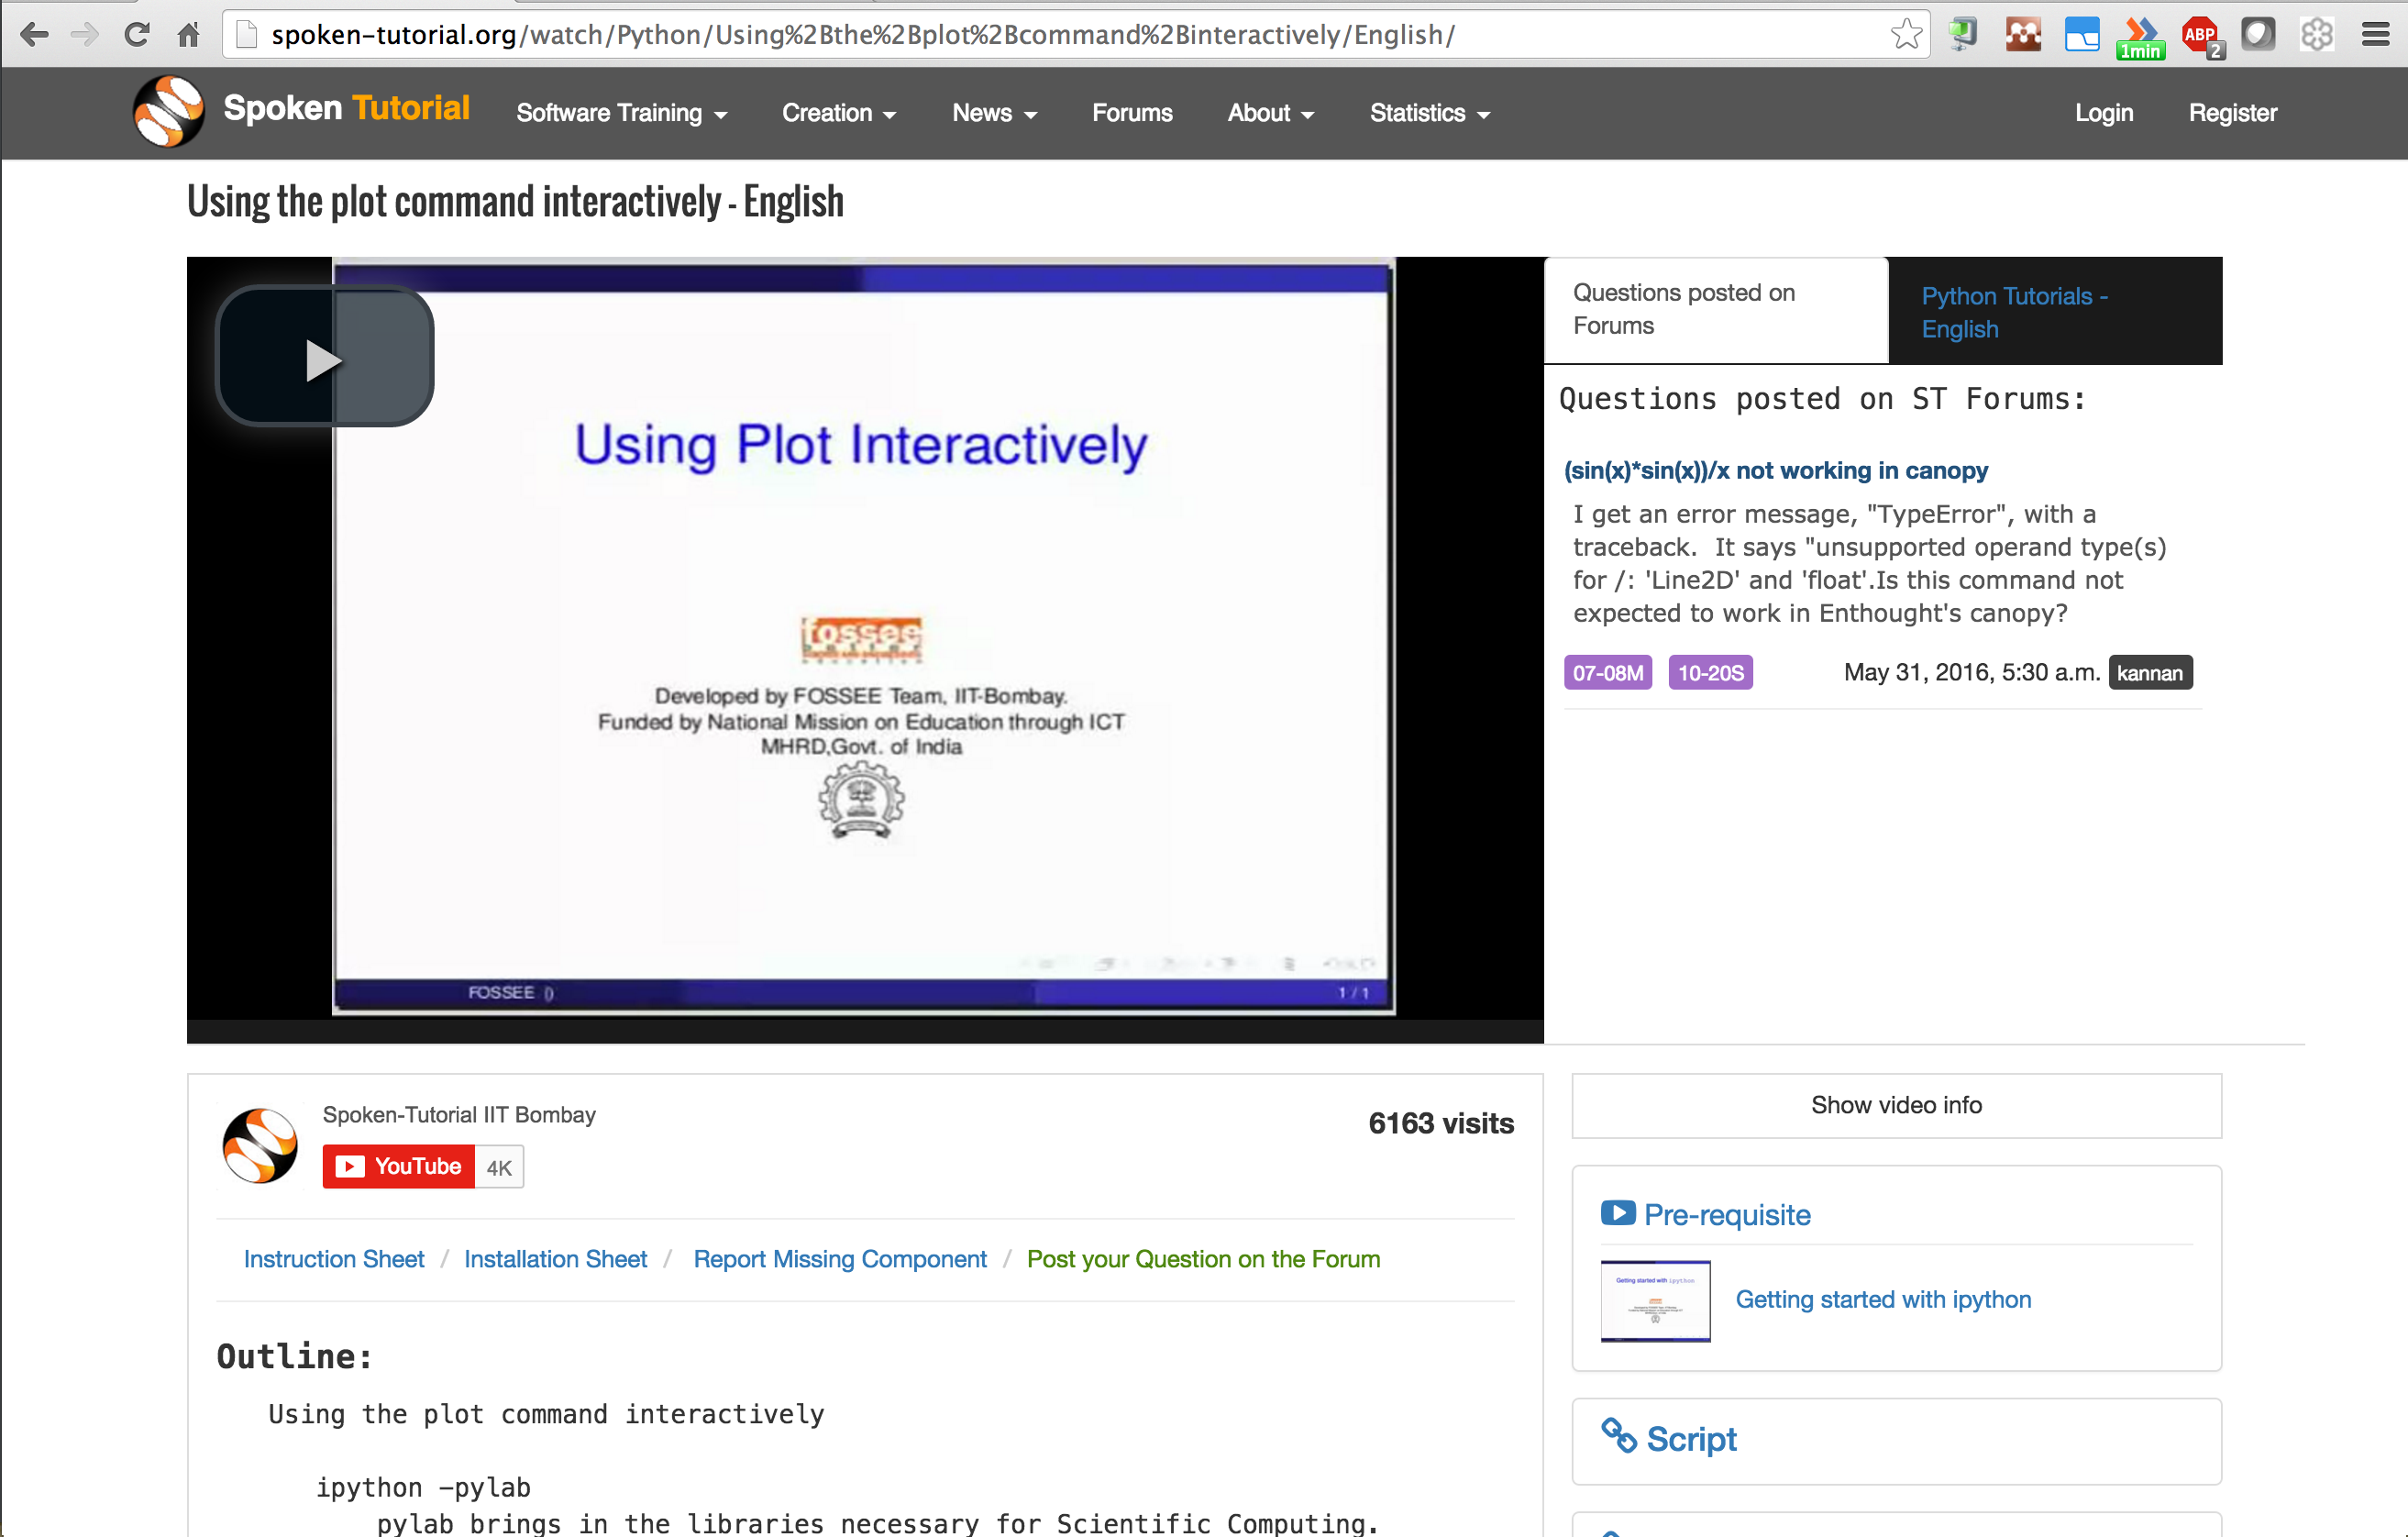 spoken-tutorial.org/watch/Python/Using%2Bthe%2Bplot%2Bcommand%2Binteractively/English/
1min
ABP
2
Spoken Tutorial
Software Training
Creation
News
Forums
About
Statistics
Login
Register
Using the plot command interactively - English
Using Plot Interactively
fossee
Developed by FOSSEE Team, IIT-Bombay.
Funded by National Mission on Education through ICT
MHRD,Govt. of India
FOSSEE ()
1 / 1
Questions posted on
Forums
Python Tutorials -
English
Questions posted on ST Forums:
(sin(x)*sin(x))/x not working in canopy
I get an error message, "TypeError", with a
traceback.  It says "unsupported operand type(s)
for /: 'Line2D' and 'float'.Is this command not
expected to work in Enthought's canopy?
07-08M 10-20S May 31, 2016, 5:30 a.m. kannan
Spoken-Tutorial IIT Bombay
YouTube 4K
6163 visits
Instruction Sheet / Installation Sheet / Report Missing Component / Post your Question on the Forum
Outline:
Using the plot command interactively
ipython –pylab
pylab brings in the libraries necessary for Scientific Computing.
Show video info
Pre-requisite
Getting started with ipython
Getting started with ipython
Script